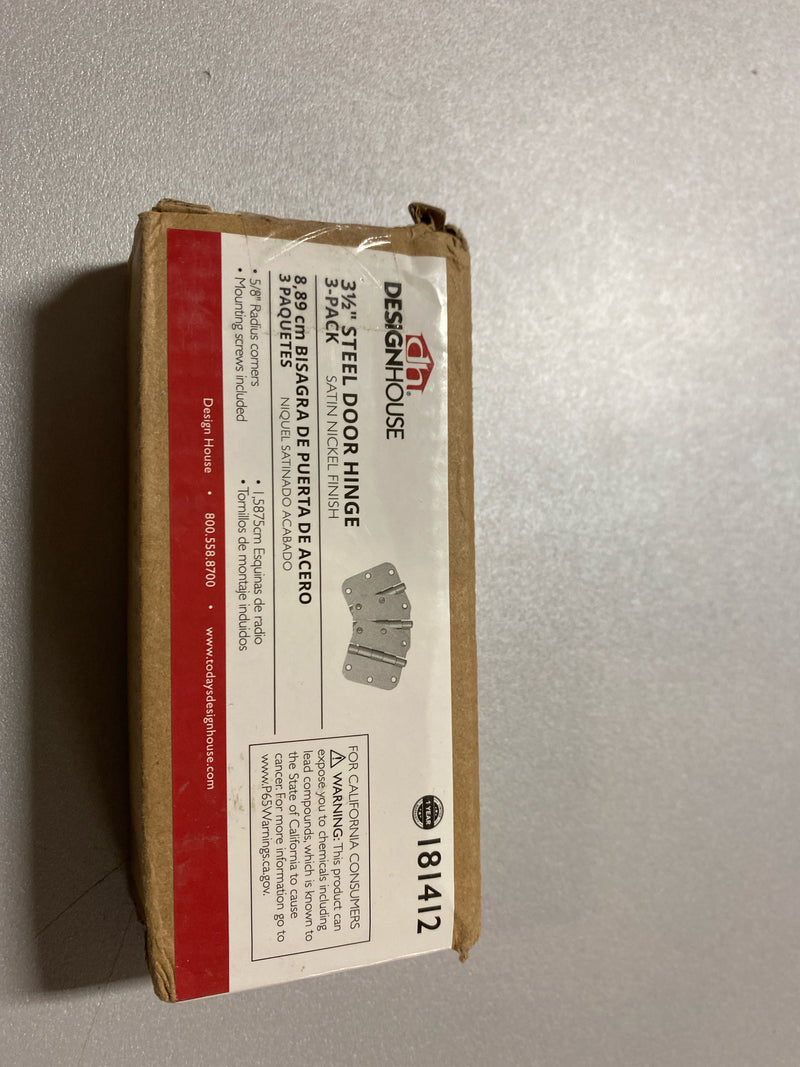 dh®
DESIGNHOUSE
181412
1 YEAR
3½" STEEL DOOR HINGE
3-PACK SATIN NICKEL FINISH
8,89 cm BISAGRA DE PUERTA DE ACERO
3 PAQUETES NIQUEL SATINADO ACABADO
• 5/8" Radius corners
• Mounting screws included
• 1,5875cm Esquinas de radio
• Tornillos de montaje induidos
FOR CALIFORNIA CONSUMERS
⚠ WARNING: This product can
expose you to chemicals including
lead compounds, which is known to
the State of California to cause
cancer. For more information go to
www.P65Warnings.ca.gov.
Design House • 800.558.8700 • www.todaysdesignhouse.com